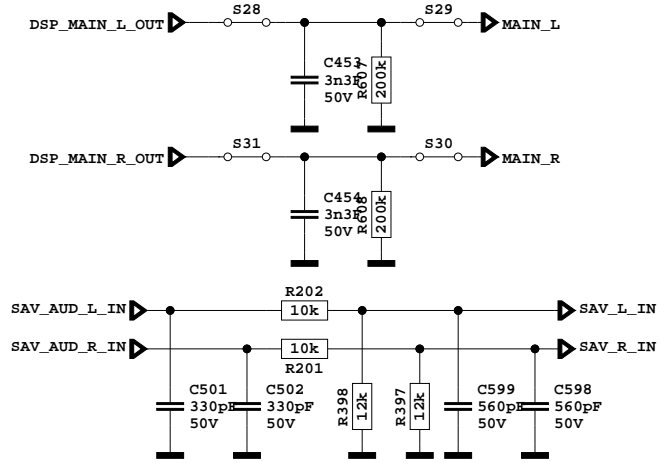 DSP_MAIN_L_OUT S28 S29 MAIN_L
C453
3n3F
50V
R607
200k
DSP_MAIN_R_OUT S31 S30 MAIN_R
C454
3n3F
50V
R608
200k
R202
SAV_AUD_L_IN 10k SAV_L_IN
SAV_AUD_R_IN 10k SAV_R_IN
R201
C501
330pF
50V
C502
330pF
50V
R398
12k
R397
12k
C599
560pF
50V
C598
560pF
50V